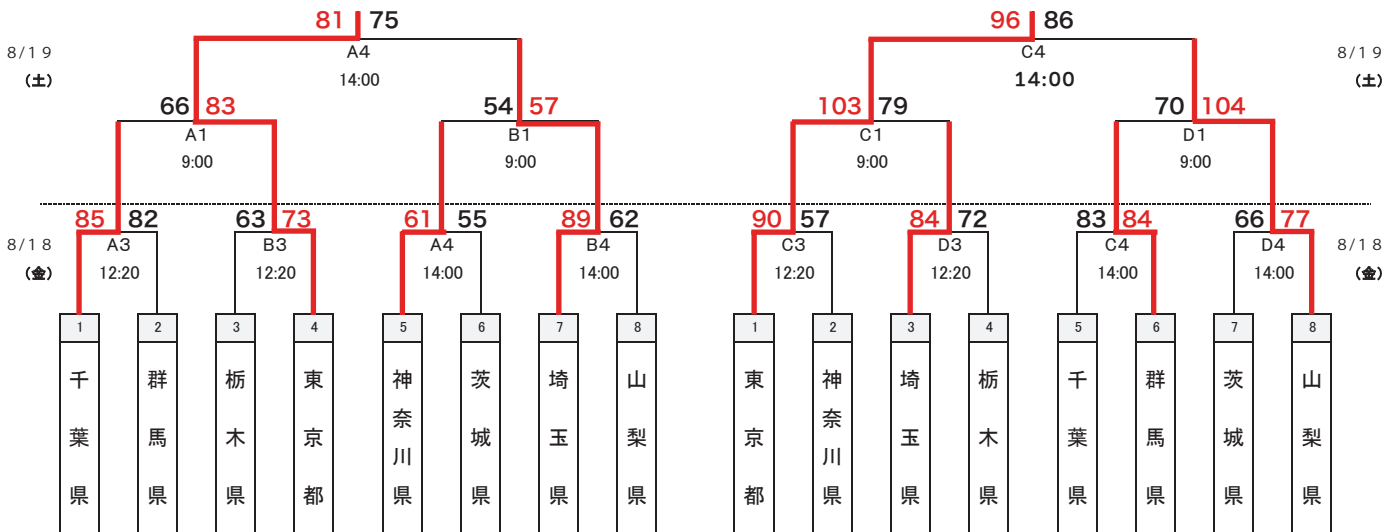 81 75 96 86
8/19 A4 C4 8/19
(土) 14:00 14:00 (土)
66 83 54 57 103 79 70 104
A1 B1 C1 D1
9:00 9:00 9:00 9:00
85 82 63 73 61 55 89 62 90 57 84 72 83 84 66 77
8/18 A3 B3 A4 B4 C3 D3 C4 D4 8/18
(金) 12:20 12:20 14:00 14:00 12:20 12:20 14:00 14:00 (金)
1 2 3 4 5 6 7 8 1 2 3 4 5 6 7 8
千葉県
群馬県
栃木県
東京都
神奈川県
茨城県
埼玉県
山梨県
東京都
神奈川県
埼玉県
栃木県
千葉県
群馬県
茨城県
山梨県